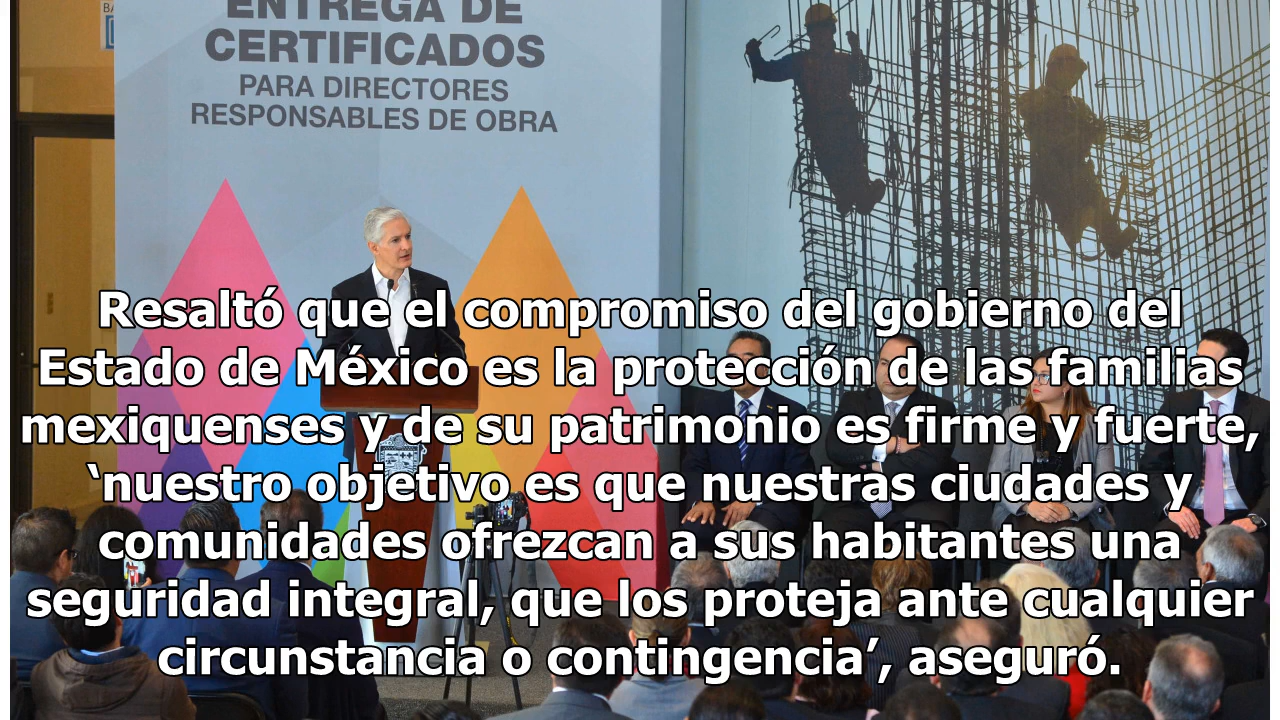 ENTREGA DE
CERTIFICADOS
PARA DIRECTORES
RESPONSABLES DE OBRA
Resaltó que el compromiso del gobierno del
Estado de México es la protección de las familias
mexiquenses y de su patrimonio es firme y fuerte,
‘nuestro objetivo es que nuestras ciudades y
comunidades ofrezcan a sus habitantes una
seguridad integral, que los proteja ante cualquier
circunstancia o contingencia’, aseguró.